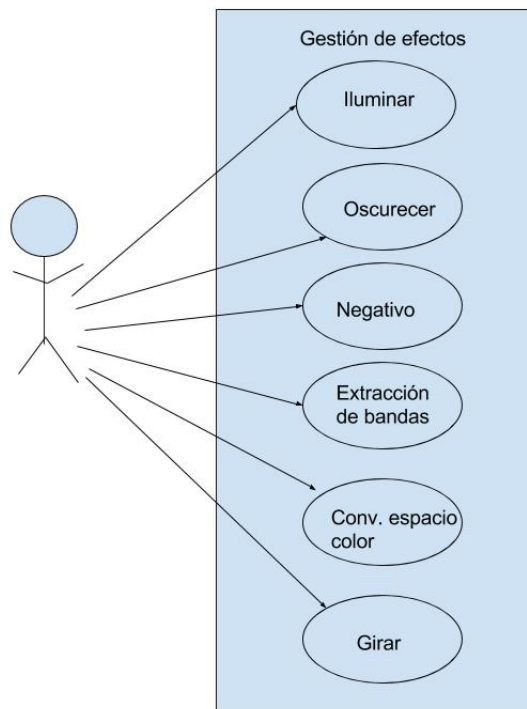 Gestión de efectos
Iluminar
Oscurecer
Negativo
Extracción
de bandas
Conv. espacio
color
Girar